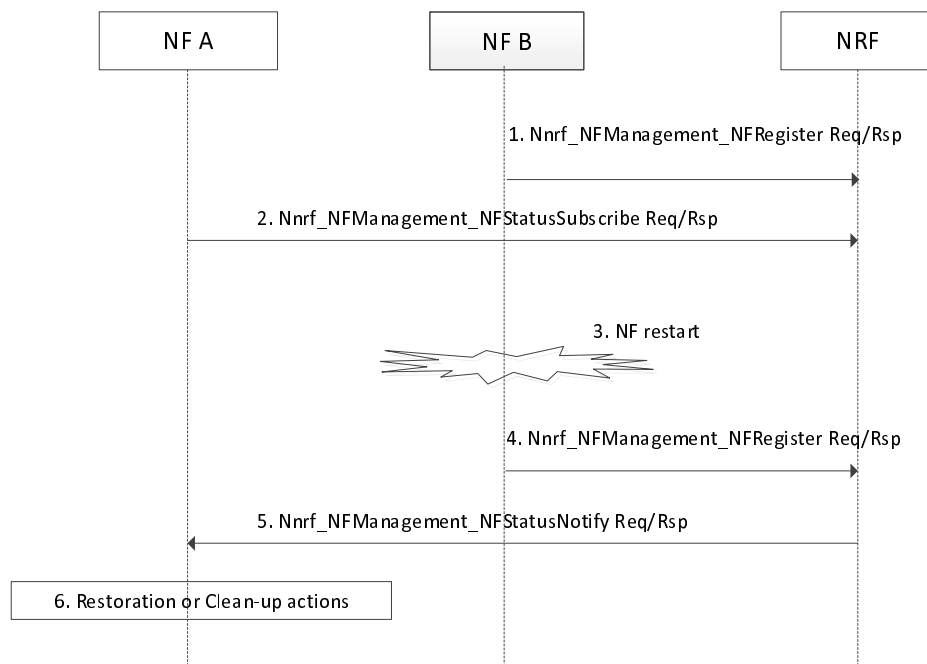 NF A
NF B
NRF
1. Nnrf_NFManagement_NFRegister Req/Rsp
2. Nnrf_NFManagement_NFStatusSubscribe Req/Rsp
3. NF restart
4. Nnrf_NFManagement_NFRegister Req/Rsp
5. Nnrf_NFManagement_NFStatusNotify Req/Rsp
6. Restoration or Clean-up actions